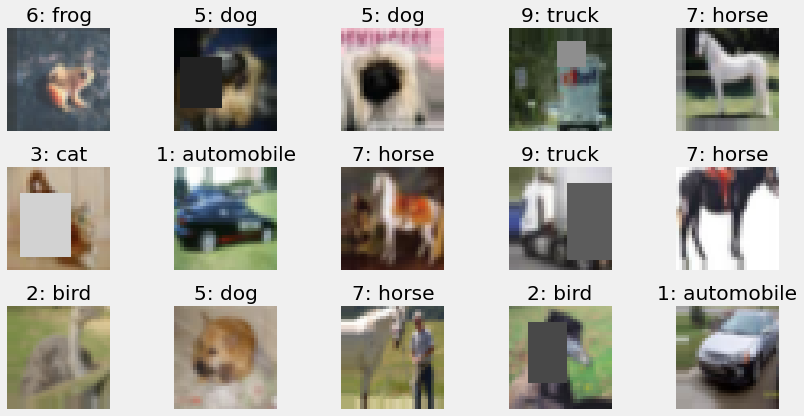 6: frog
5: dog
5: dog
9: truck
7: horse
3: cat
1: automobile
7: horse
9: truck
7: horse
2: bird
5: dog
7: horse
2: bird
1: automobile